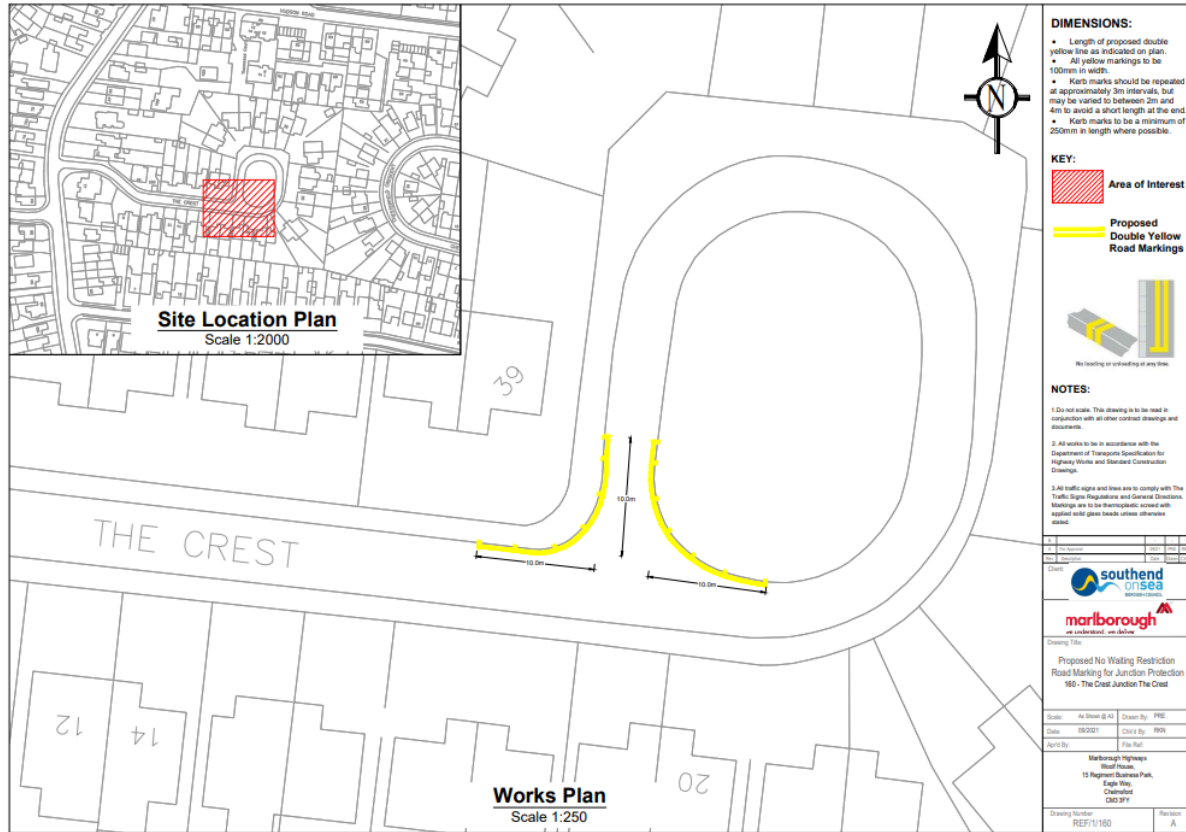 THE CREST
Site Location Plan
Scale 1:2000
39
10.0m
10.0m
10.0m
THE CREST
12
14
20
Works Plan
Scale 1:250
N
DIMENSIONS:
• Length of proposed double
yellow line as indicated on plan.
• All yellow markings to be
100mm in width.
• Kerb marks should be repeated
at approximately 3m intervals, but
may be varied to between 2m and
4m to avoid a short length at the end.
• Kerb marks to be a minimum of
250mm in length where possible.
KEY:
Area of Interest
Proposed
Double Yellow
Road Markings
No loading or unloading at any time.
NOTES:
1.Do not scale. This drawing is to be read in
conjunction with all other contract drawings and
documents.
2. All works to be in accordance with the
Department of Transports Specification for
Highway Works and Standard Construction
Drawings.
3.All traffic signs and lines are to comply with The
Traffic Signs Regulations and General Directions.
Markings are to be thermoplastic screed with
applied solid glass beads unless otherwise
stated.
A For Approval
Rev Description Date
Client:
southend
on sea
BOROUGH COUNCIL
marlborough
we understand, we deliver
Drawing Title:
Proposed No Waiting Restriction
Road Marking for Junction Protection
160 - The Crest Junction The Crest
Scale: As Shown @ A3 Drawn By: PRE
Date: 09/2021 Chk'd By: RKN
Apr'd By: File Ref:
Marlborough Highways
Woolf House,
15 Regiment Business Park,
Eagle Way,
Chelmsford
CM3 3FY
Drawing Number Revision
REF/1/160 A